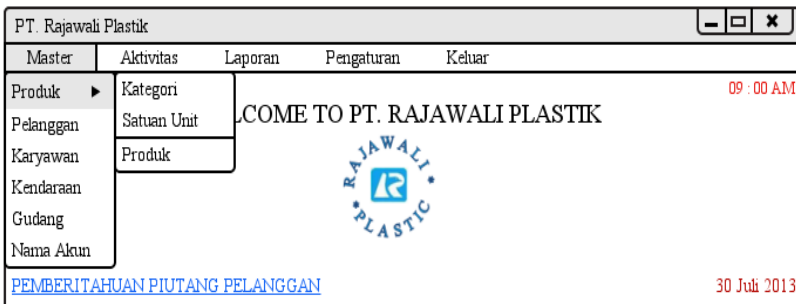 PT. Rajawali Plastik
Master Aktivitas Laporan Pengaturan Keluar
Produk Kategori 09 : 00 AM
Satuan Unit LCOME TO PT. RAJAWALI PLASTIK
Pelanggan
Karyawan Produk
RAJAWALI
R
PLASTIC
Kendaraan
Gudang
Nama Akun
PEMBERITAHUAN PIUTANG PELANGGAN 30 Juli 2013